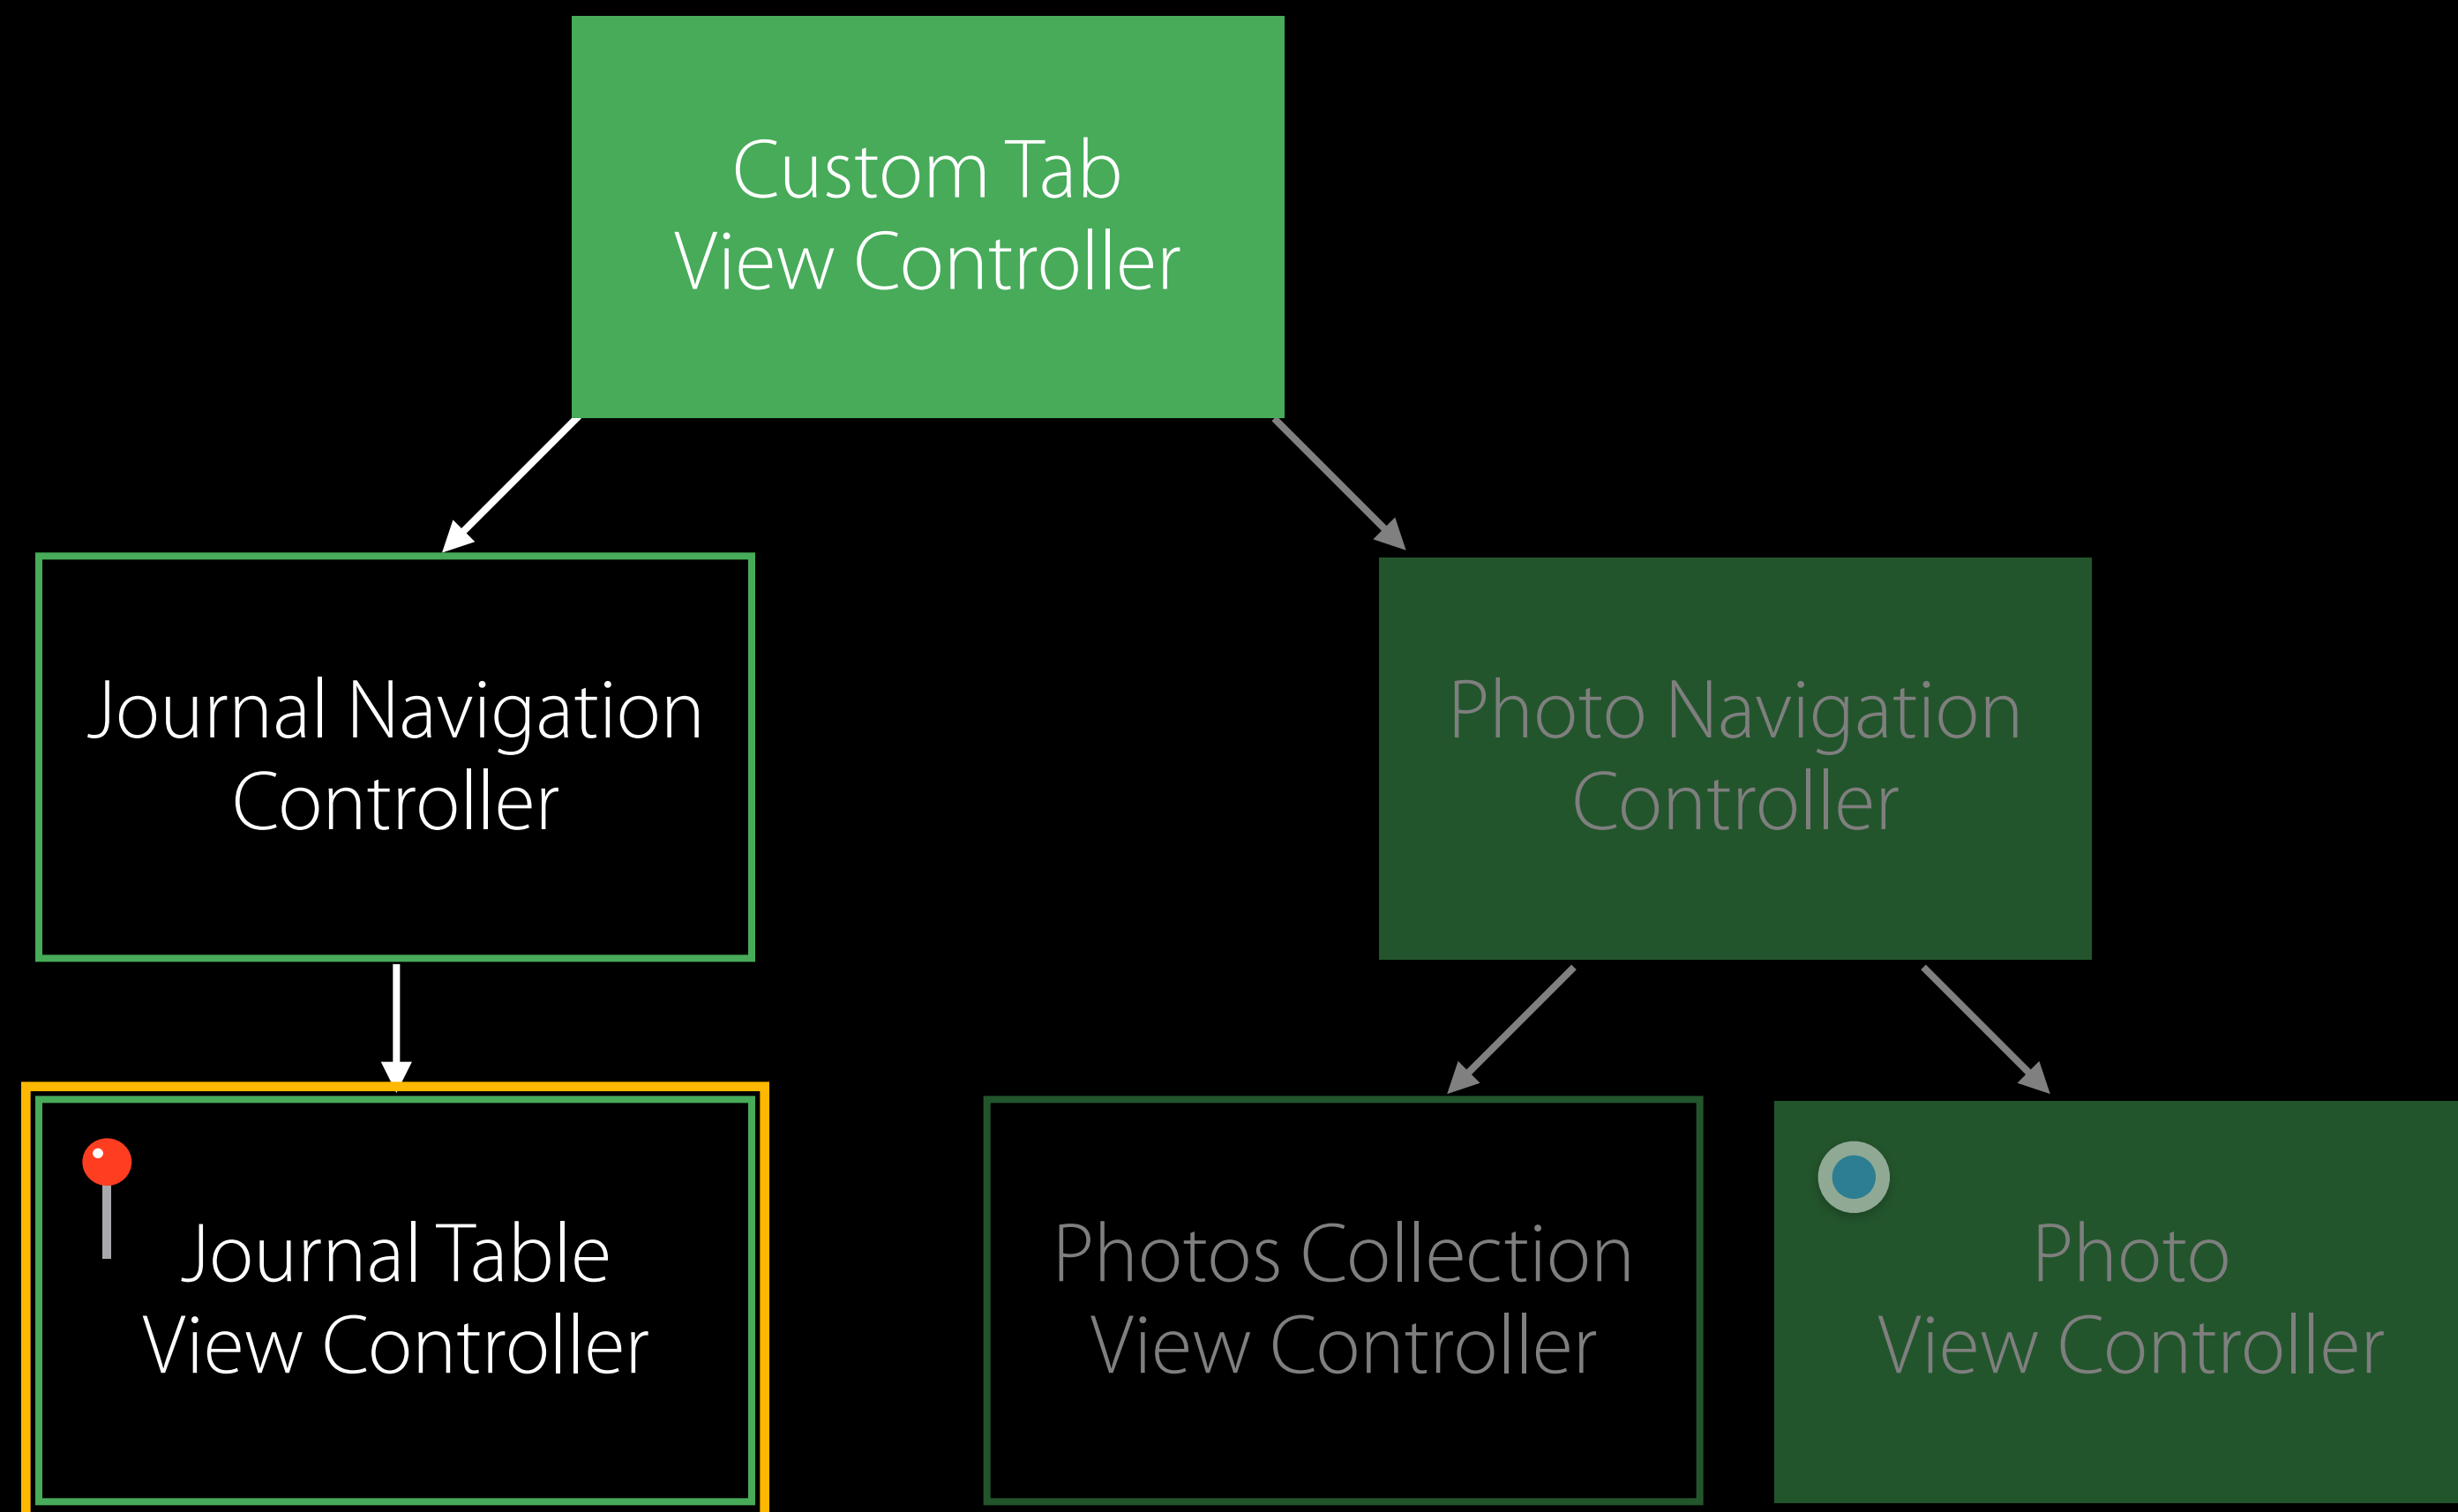 Custom Tab
View Controller
Journal Navigation
Controller
Photo Navigation
Controller
Journal Table
View Controller
Photos Collection
View Controller
Photo
View Controller